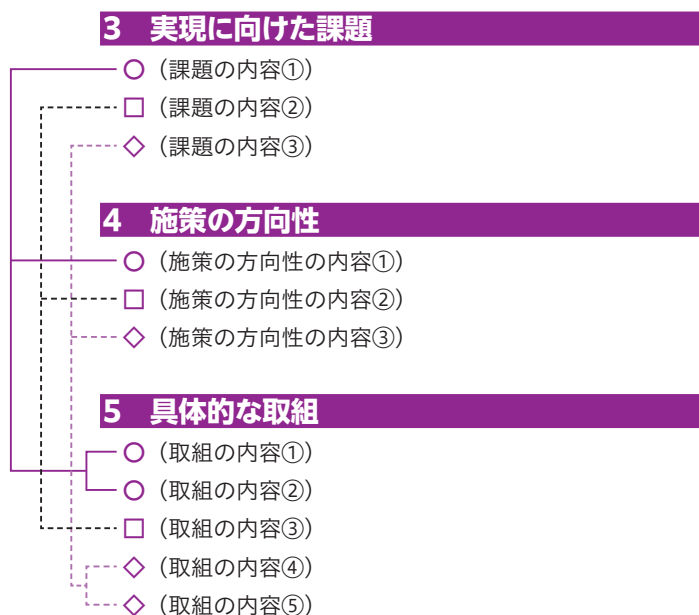 3 実現に向けた課題
○（課題の内容①）
□（課題の内容②）
◇（課題の内容③）
4 施策の方向性
○（施策の方向性の内容①）
□（施策の方向性の内容②）
◇（施策の方向性の内容③）
5 具体的な取組
○（取組の内容①）
○（取組の内容②）
□（取組の内容③）
◇（取組の内容④）
◇（取組の内容⑤）